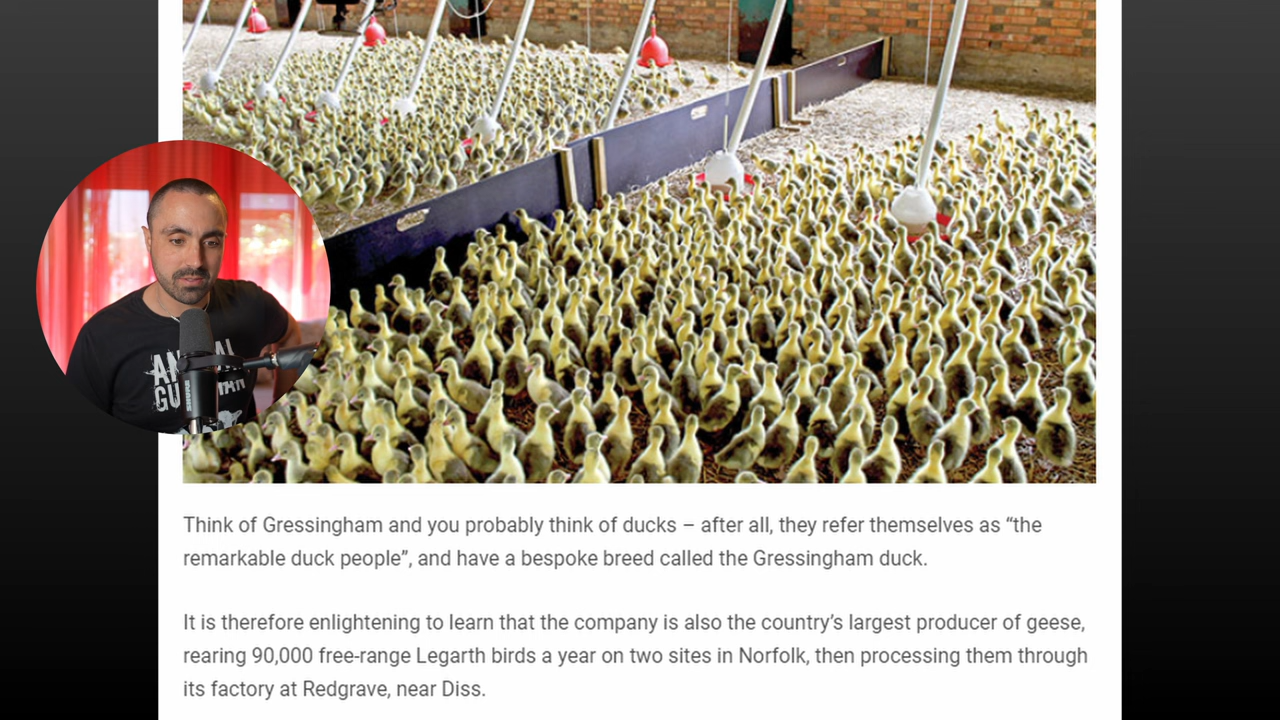 SHURE
Think of Gressingham and you probably think of ducks – after all, they refer themselves as “the
remarkable duck people”, and have a bespoke breed called the Gressingham duck.
It is therefore enlightening to learn that the company is also the country’s largest producer of geese,
rearing 90,000 free-range Legarth birds a year on two sites in Norfolk, then processing them through
its factory at Redgrave, near Diss.